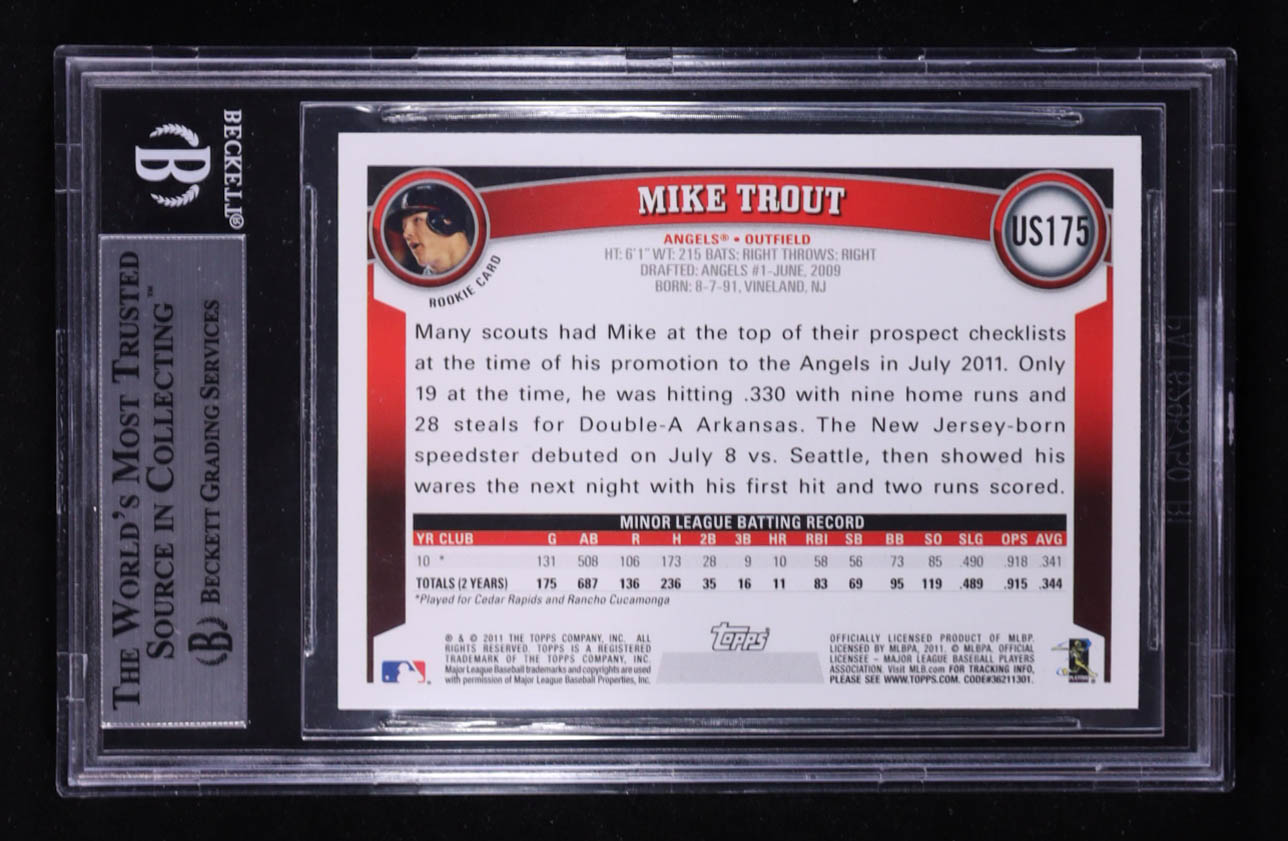 BECKETT®
THE WORLD'S MOST TRUSTED
SOURCE IN COLLECTING™
BECKETT GRADING SERVICES
MIKE TROUT
US175
ROOKIE CARD
ANGELS® • OUTFIELD
HT: 6'1" WT: 215 BATS: RIGHT THROWS: RIGHT
DRAFTED: ANGELS #1-JUNE, 2009
BORN: 8-7-91, VINELAND, NJ
Many scouts had Mike at the top of their prospect checklists
at the time of his promotion to the Angels in July 2011. Only
19 at the time, he was hitting .330 with nine home runs and
28 steals for Double-A Arkansas. The New Jersey-born
speedster debuted on July 8 vs. Seattle, then showed his
wares the next night with his first hit and two runs scored.
MINOR LEAGUE BATTING RECORD
YR CLUB G AB R H 2B 3B HR RBI SB BB SO SLG OPS AVG
10 * 131 508 106 173 28 9 10 58 56 73 85 .490 .918 .341
TOTALS (2 YEARS) 175 687 136 236 35 16 11 83 69 95 119 .489 .915 .344
*Played for Cedar Rapids and Rancho Cucamonga
® & © 2011 THE TOPPS COMPANY, INC. ALL
RIGHTS RESERVED. TOPPS IS A REGISTERED
TRADEMARK OF THE TOPPS COMPANY, INC.
Major League Baseball trademarks and copyrights are used
with permission of Major League Baseball Properties, Inc.
Topps
OFFICIALLY LICENSED PRODUCT OF MLBP.
LICENSED BY MLBPA, 2011. © MLBPA. OFFICIAL
LICENSEE – MAJOR LEAGUE BASEBALL PLAYERS
ASSOCIATION. Visit MLB.com FOR TRACKING INFO,
PLEASE SEE WWW.TOPPS.COM. CODE#36211301.